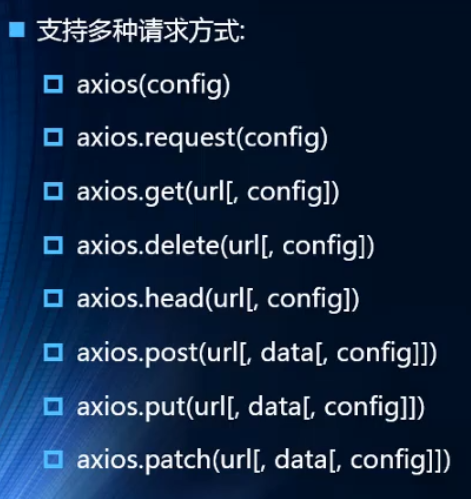 支持多种请求方式:
axios(config)
axios.request(config)
axios.get(url[, config])
axios.delete(url[, config])
axios.head(url[, config])
axios.post(url[, data[, config]])
axios.put(url[, data[, config]])
axios.patch(url[, data[, config]])